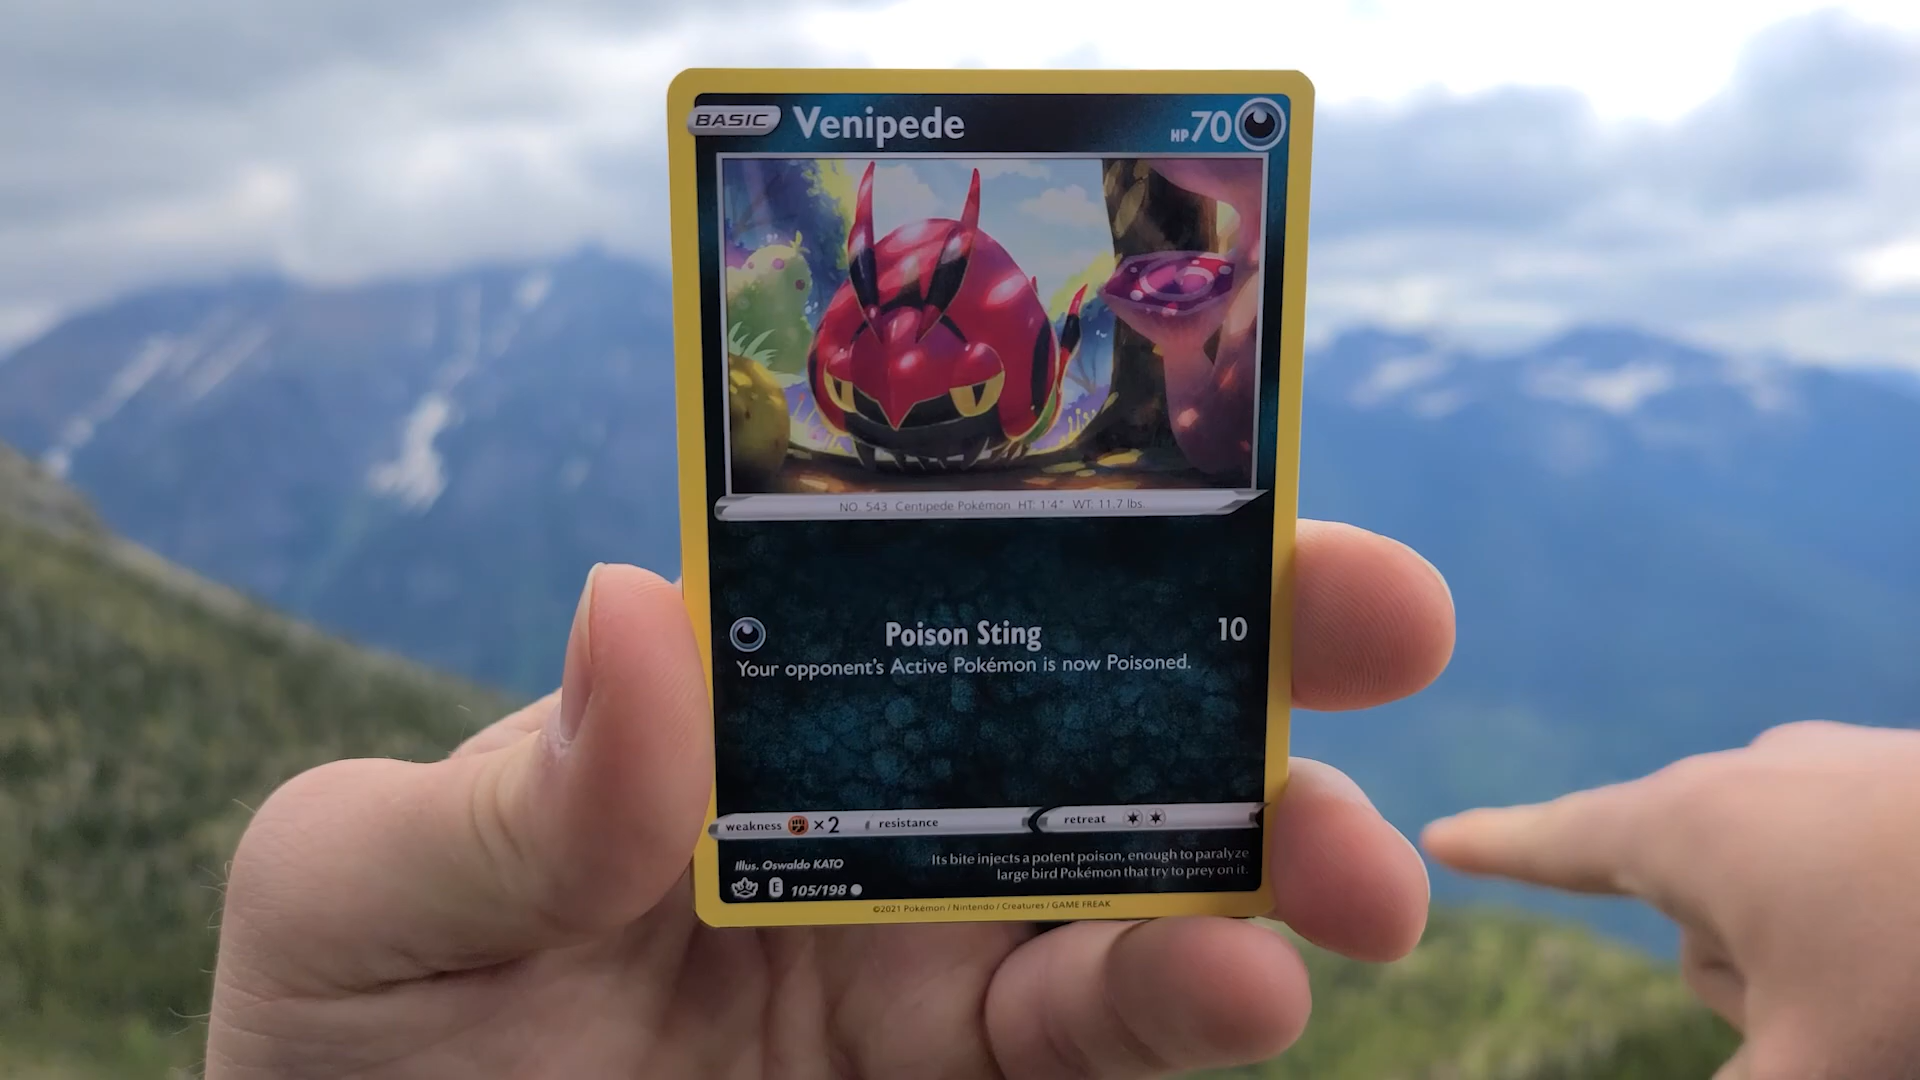 BASIC Venipede HP 70
NO. 543 Centipede Pokémon HT: 1'4" WT: 11.7 lbs.
Poison Sting 10
Your opponent's Active Pokémon is now Poisoned.
weakness ×2 resistance retreat
Illus. Oswaldo KATO
Its bite injects a potent poison, enough to paralyze
large bird Pokémon that try to prey on it.
E 105/198
©2021 Pokémon / Nintendo / Creatures / GAME FREAK